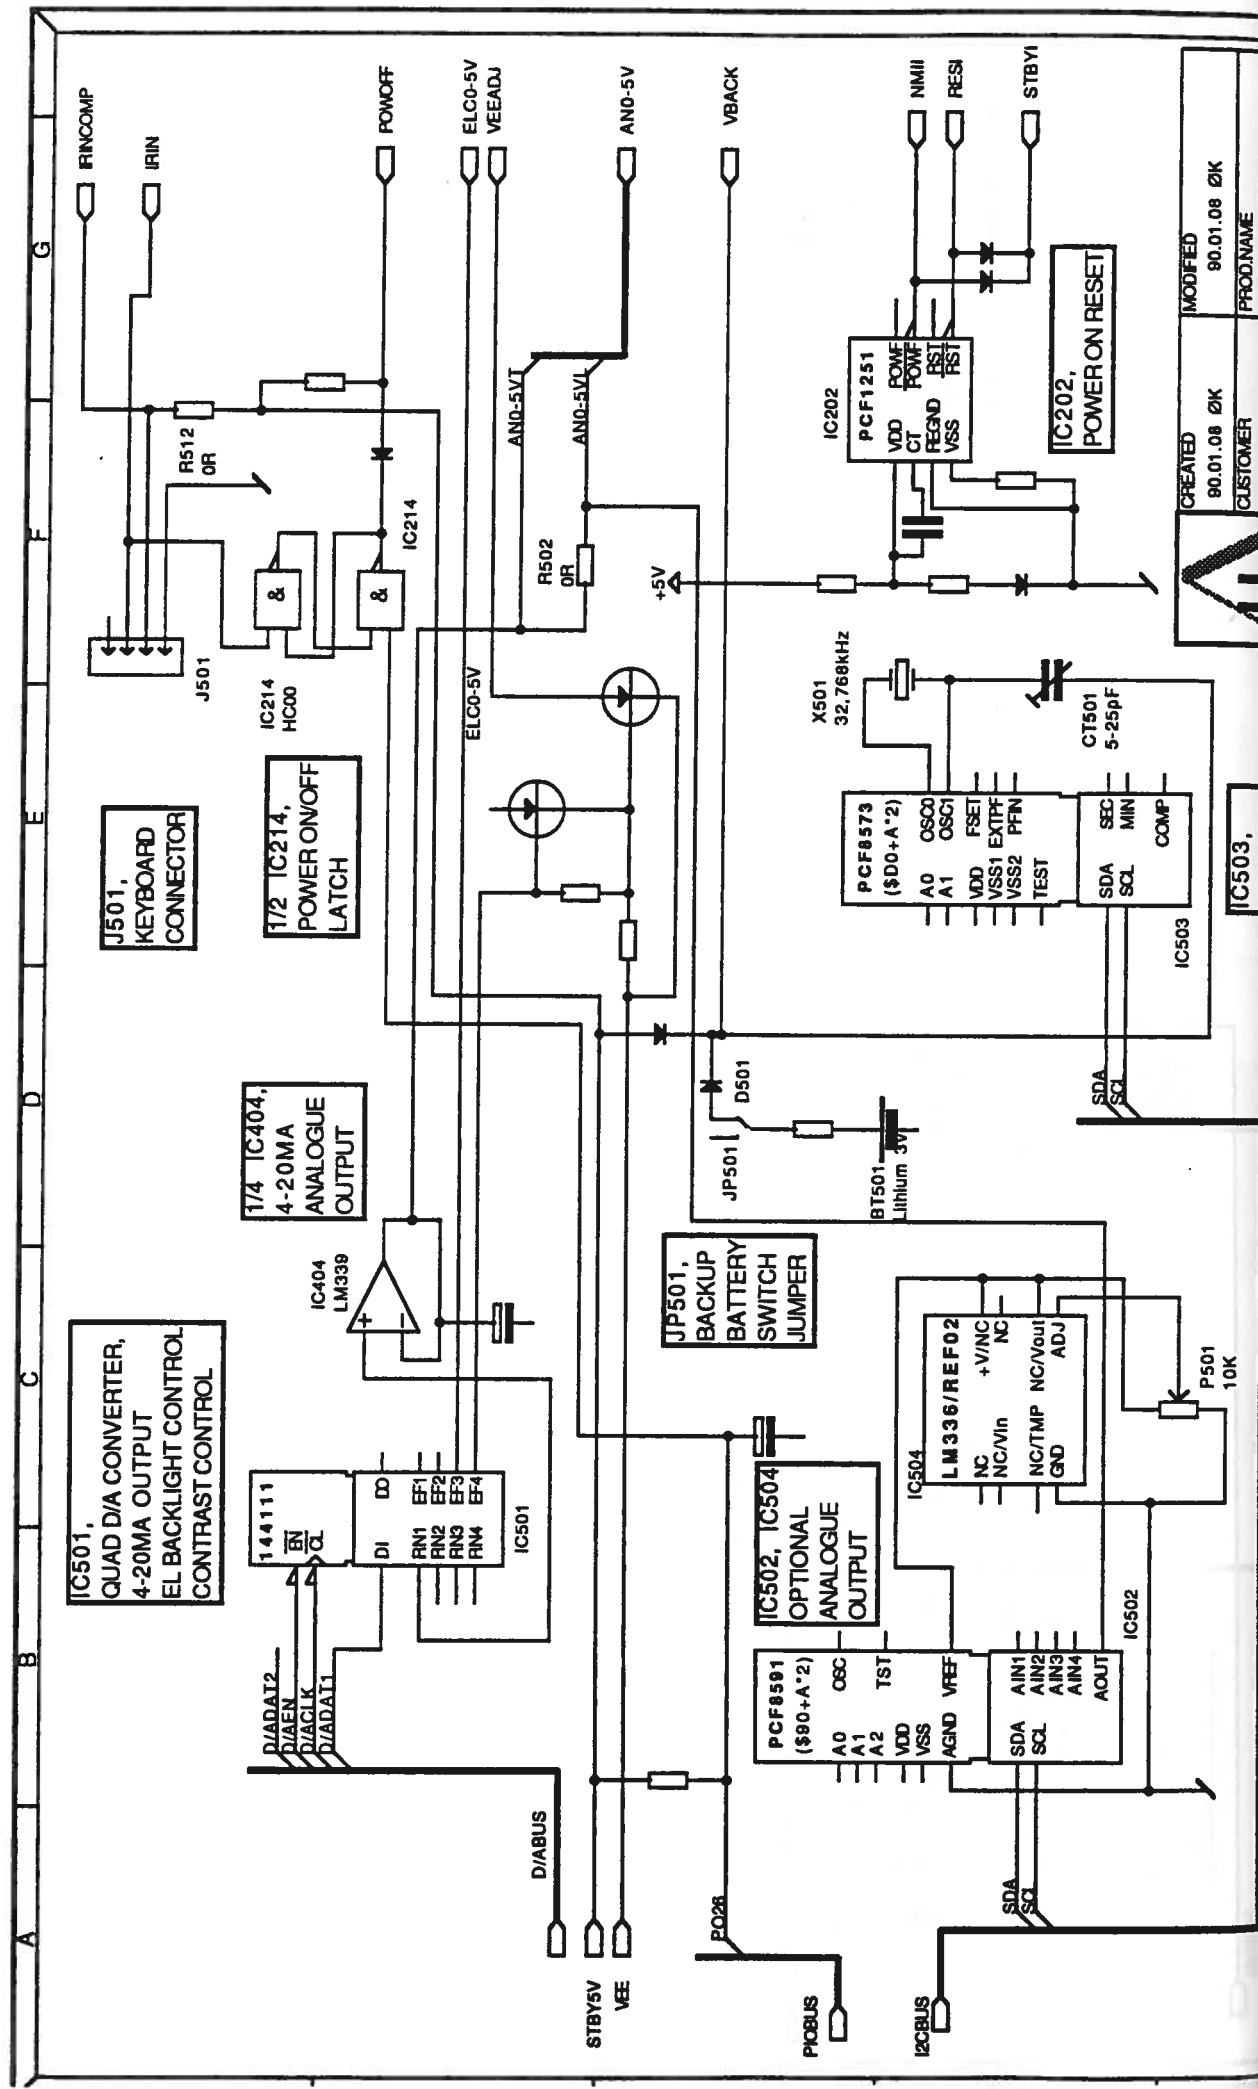 A
B
C
D
E
F
G
IC501,
QUAD D/A CONVERTER,
4-20MA OUTPUT
EL BACKLIGHT CONTROL
CONTRAST CONTROL
1/4 IC404,
4-20MA
ANALOGUE
OUTPUT
J501,
KEYBOARD
CONNECTOR
1/2 IC214,
POWER ON/OFF
LATCH
IRINCOMP
IRIN
POWOFF
ELC0-5V
VEEADJ
AN0-5V
VBACK
NMII
RESI
STBYI
J501
R512
0R
IC214
HC00
&
&
IC214
D/ADAT2
D/AEN
D/ACLK
D/ADAT1
144111
EN
CL
DI
DO
RN1
EF1
RN2
EF2
RN3
EF3
RN4
EF4
IC501
IC404
LM339
+
-
D/ABUS
STBY5V
VEE
PO26
PIOBUS
I2CBUS
ELC0-5V
AN0-5VT
AN0-5VL
R502
0R
+5V
JP501,
BACKUP
BATTERY
SWITCH
JUMPER
JP501
D501
BT501
Lithium 3V
IC502, IC504
OPTIONAL
ANALOGUE
OUTPUT
PCF8591
($90+A*2)
A0
OSC
A1
A2
TST
VDD
VSS
AGND
VREF
SDA
AIN1
SCL
AIN2
AIN3
AIN4
AOUT
IC502
SDA
SCL
IC504
LM336/REF02
NC
+V/NC
NC/Vin
NC
NC/TMP
NC/Vout
GND
ADJ
P501
10K
X501
32,768kHz
PCF8573
($D0+A*2)
A0
OSC0
A1
OSC1
VDD
FSET
VSS1
EXTPF
VSS2
PFIN
TEST
SDA
SEC
SCL
MIN
COMP
IC503
CT501
5-25pF
SDA
SCL
IC503,
IC202
PCF1251
VDD
POWF
CT
POWF
REGND
RST
VSS
RST
IC202,
POWER ON RESET
CREATED
90.01.08 ØK
MODIFIED
90.01.08 ØK
CUSTOMER
PROD.NAME